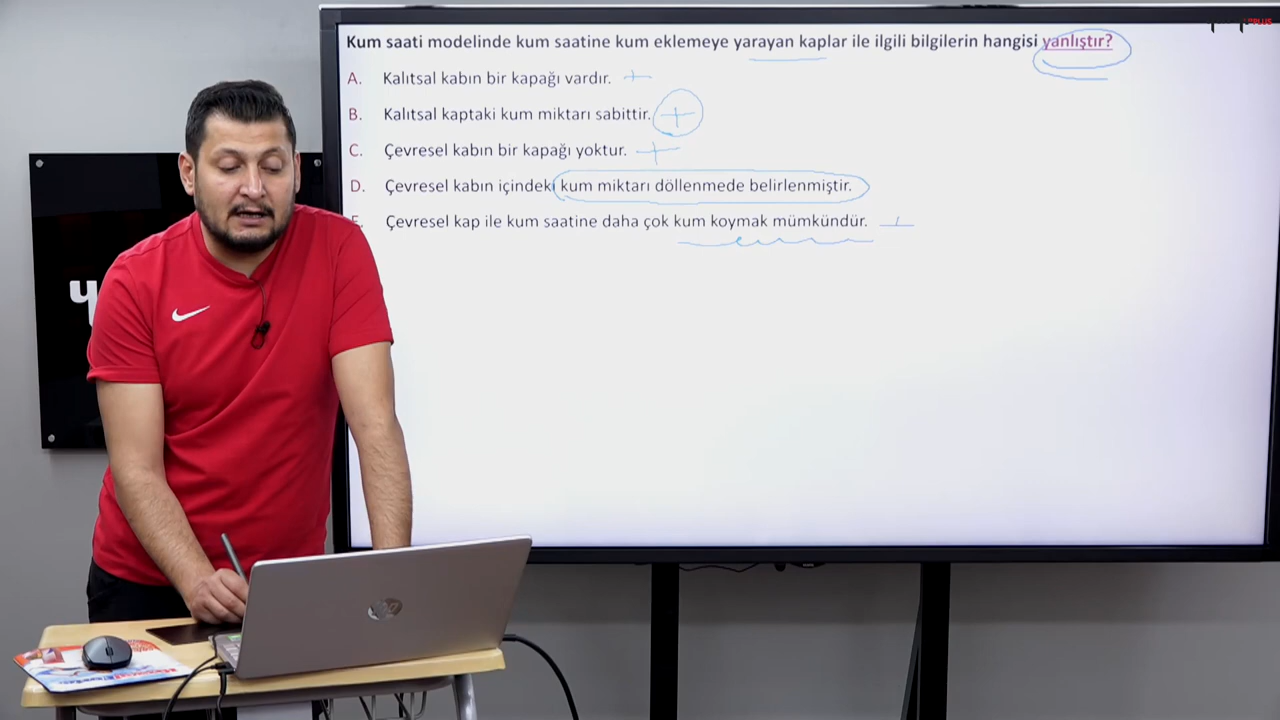 PLUS
Kum saati modelinde kum saatine kum eklemeye yarayan kaplar ile ilgili bilgilerin hangisi yanlıştır?
A. Kalıtsal kabın bir kapağı vardır. +
B. Kalıtsal kaptaki kum miktarı sabittir. +
C. Çevresel kabın bir kapağı yoktur. +
D. Çevresel kabın içindeki kum miktarı döllenmede belirlenmiştir.
E. Çevresel kap ile kum saatine daha çok kum koymak mümkündür. +
hp